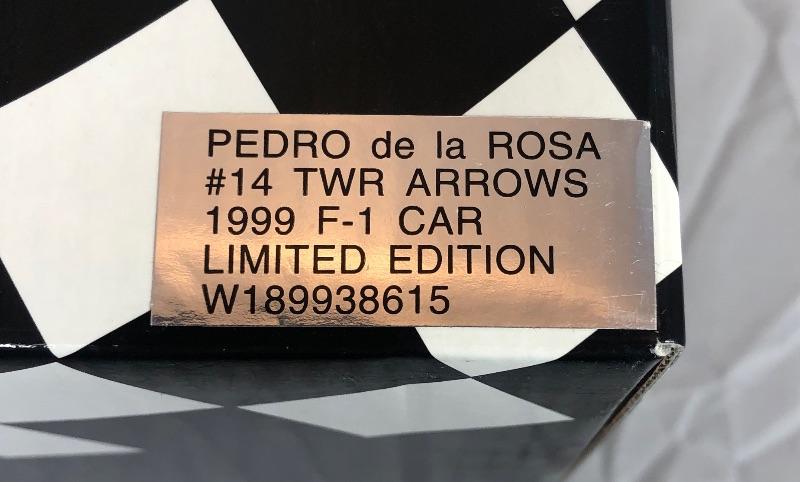 PEDRO de la ROSA
#14 TWR ARROWS
1999 F-1 CAR
LIMITED EDITION
W189938615